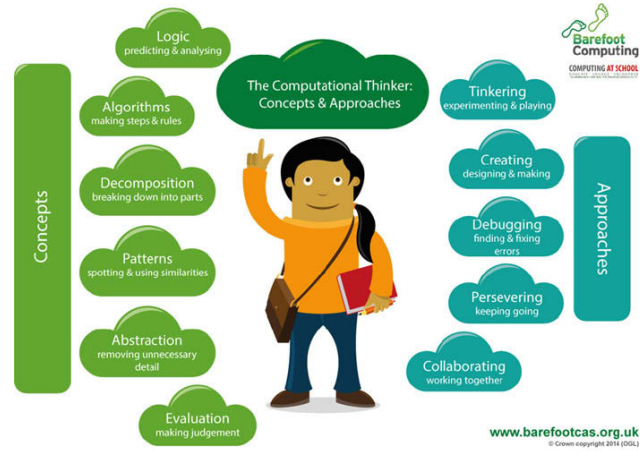 The Computational Thinker:
Concepts & Approaches
Concepts
Logic
predicting & analysing
Algorithms
making steps & rules
Decomposition
breaking down into parts
Patterns
spotting & using similarities
Abstraction
removing unnecessary
detail
Evaluation
making judgement
Approaches
Tinkering
experimenting & playing
Creating
designing & making
Debugging
finding & fixing
errors
Persevering
keeping going
Collaborating
working together
Barefoot
Computing
COMPUTING AT SCHOOL
www.barefootcas.org.uk
© Crown copyright 2014 (OGL)